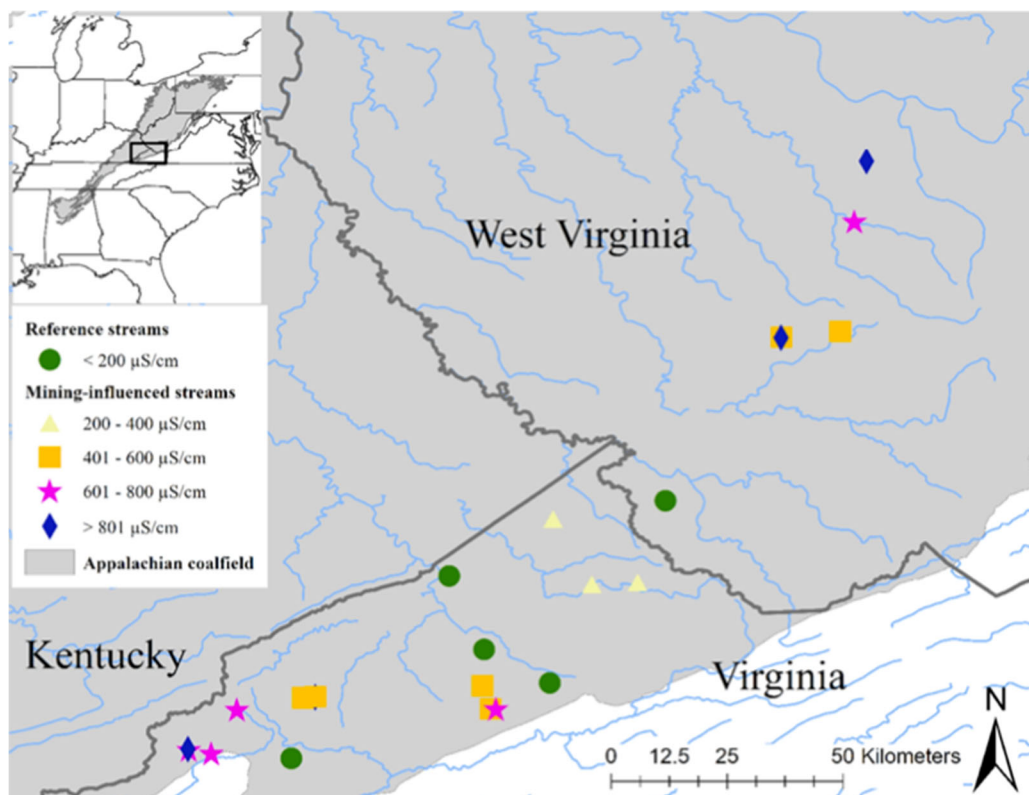 West Virginia
Reference streams
< 200 µS/cm
Mining-influenced streams
200 - 400 µS/cm
401 - 600 µS/cm
601 - 800 µS/cm
> 801 µS/cm
Appalachian coalfield
Kentucky
Virginia
N
0 12.5 25 50 Kilometers